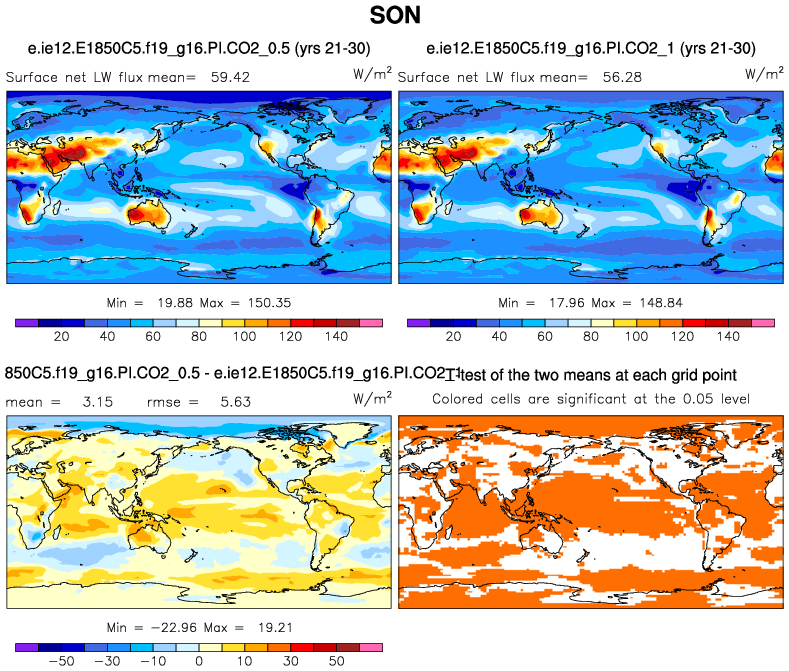 SON
e.ie12.E1850C5.f19_g16.PI.CO2_0.5 (yrs 21-30)
e.ie12.E1850C5.f19_g16.PI.CO2_1 (yrs 21-30)
Surface net LW flux mean= 59.42 W/m²
Surface net LW flux mean= 56.28 W/m²
Min = 19.88 Max = 150.35
Min = 17.96 Max = 148.84
20 40 60 80 100 120 140
20 40 60 80 100 120 140
850C5.f19_g16.PI.CO2_0.5 - e.ie12.E1850C5.f19_g16.PI.CO2_1
T-test of the two means at each grid point
mean = 3.15 rmse = 5.63 W/m²
Colored cells are significant at the 0.05 level
Min = -22.96 Max = 19.21
-50 -30 -10 0 10 30 50